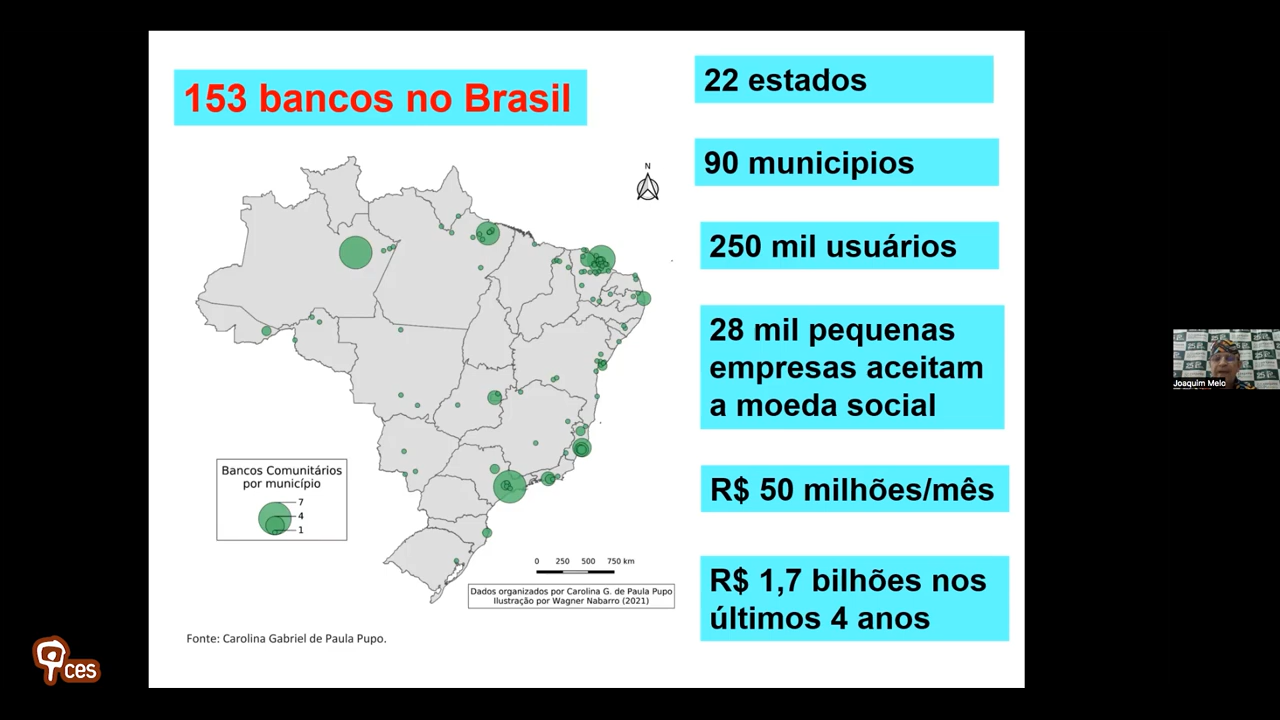 153 bancos no Brasil
N
Bancos Comunitários
por município
7
4
1
0 250 500 750 km
Dados organizados por Carolina G. de Paula Pupo
Ilustração por Wagner Nabarro (2021)
Fonte: Carolina Gabriel de Paula Pupo.
22 estados
90 municipios
250 mil usuários
28 mil pequenas
empresas aceitam
a moeda social
R$ 50 milhões/mês
R$ 1,7 bilhões nos
últimos 4 anos
Joaquim Melo
ces